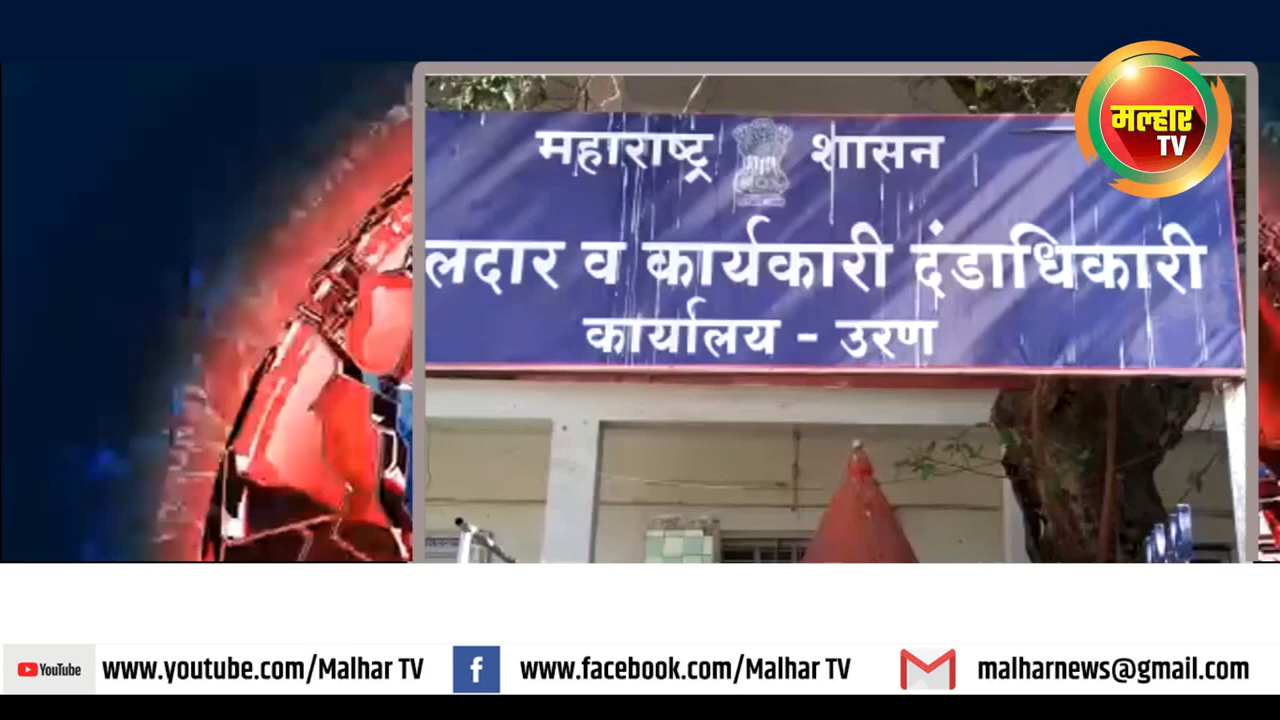 मल्हार
TV
महाराष्ट्र शासन
लदार व कार्यकारी दंडाधिकारी
कार्यालय - उरण
YouTube www.youtube.com/Malhar TV www.facebook.com/Malhar TV malharnews@gmail.com